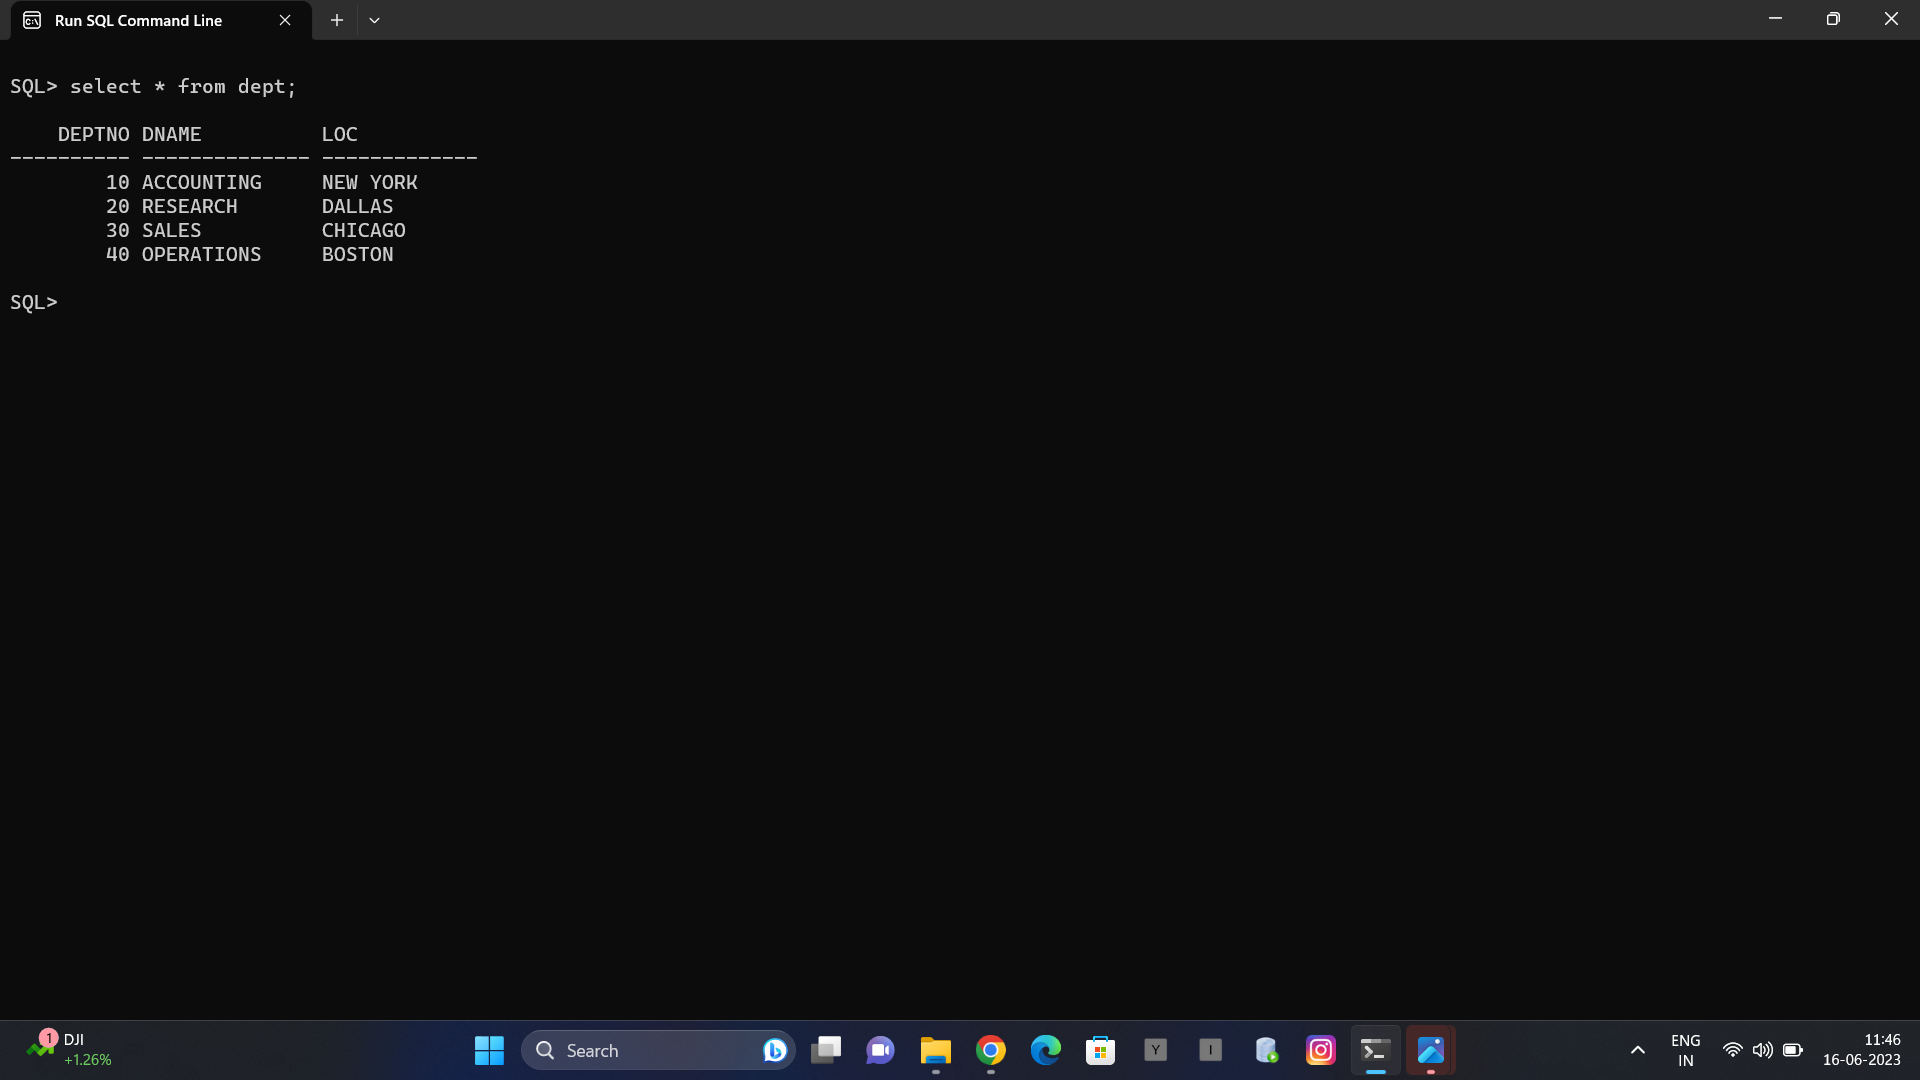 Run SQL Command Line
SQL> select * from dept;
DEPTNO DNAME LOC
---------- -------------- -------------
10 ACCOUNTING NEW YORK
20 RESEARCH DALLAS
30 SALES CHICAGO
40 OPERATIONS BOSTON
SQL>
1
DJI
+1.26%
Search
Y
I
ENG
IN
11:46
16-06-2023